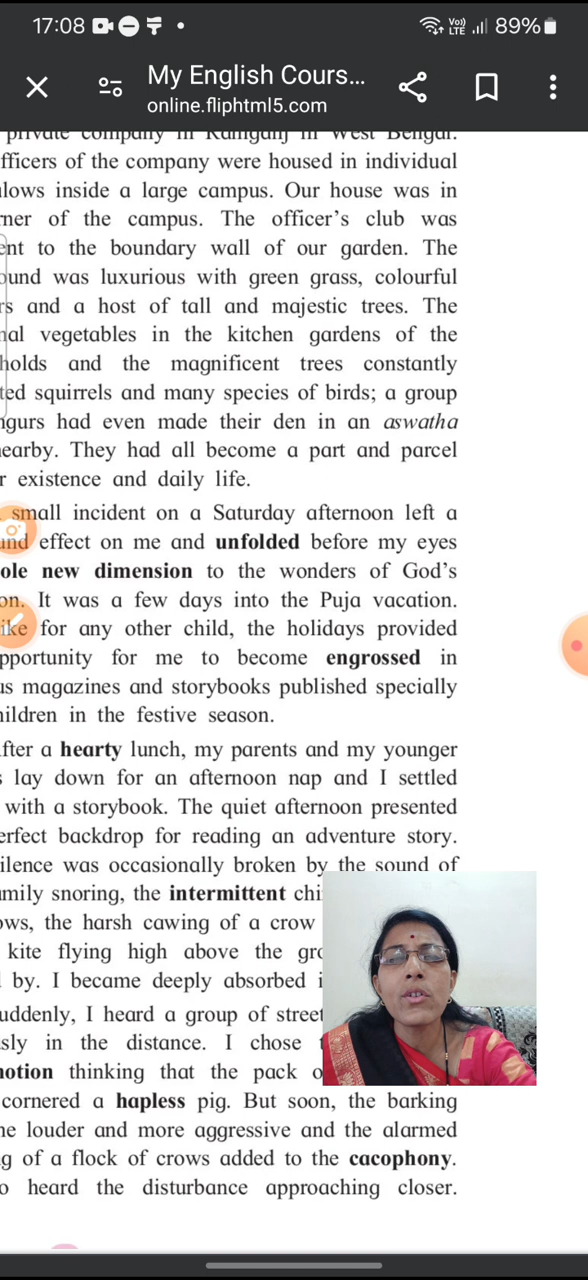 17:08 Vo)) LTE 89%
My English Cours...
online.fliphtml5.com
private company in Raniganj in West Bengal.
fficers of the company were housed in individual
lows inside a large campus. Our house was in
ner of the campus. The officer's club was
ent to the boundary wall of our garden. The
ound was luxurious with green grass, colourful
rs and a host of tall and majestic trees. The
nal vegetables in the kitchen gardens of the
holds and the magnificent trees constantly
ted squirrels and many species of birds; a group
ngurs had even made their den in an aswatha
nearby. They had all become a part and parcel
r existence and daily life.
small incident on a Saturday afternoon left a
und effect on me and unfolded before my eyes
ole new dimension to the wonders of God's
on. It was a few days into the Puja vacation.
ike for any other child, the holidays provided
pportunity for me to become engrossed in
us magazines and storybooks published specially
hildren in the festive season.
fter a hearty lunch, my parents and my younger
s lay down for an afternoon nap and I settled
with a storybook. The quiet afternoon presented
erfect backdrop for reading an adventure story.
ilence was occasionally broken by the sound of
amily snoring, the intermittent chi
ows, the harsh cawing of a crow
kite flying high above the gro
l by. I became deeply absorbed i
uddenly, I heard a group of street
sly in the distance. I chose
notion thinking that the pack o
cornered a hapless pig. But soon, the barking
ne louder and more aggressive and the alarmed
g of a flock of crows added to the cacophony.
o heard the disturbance approaching closer.